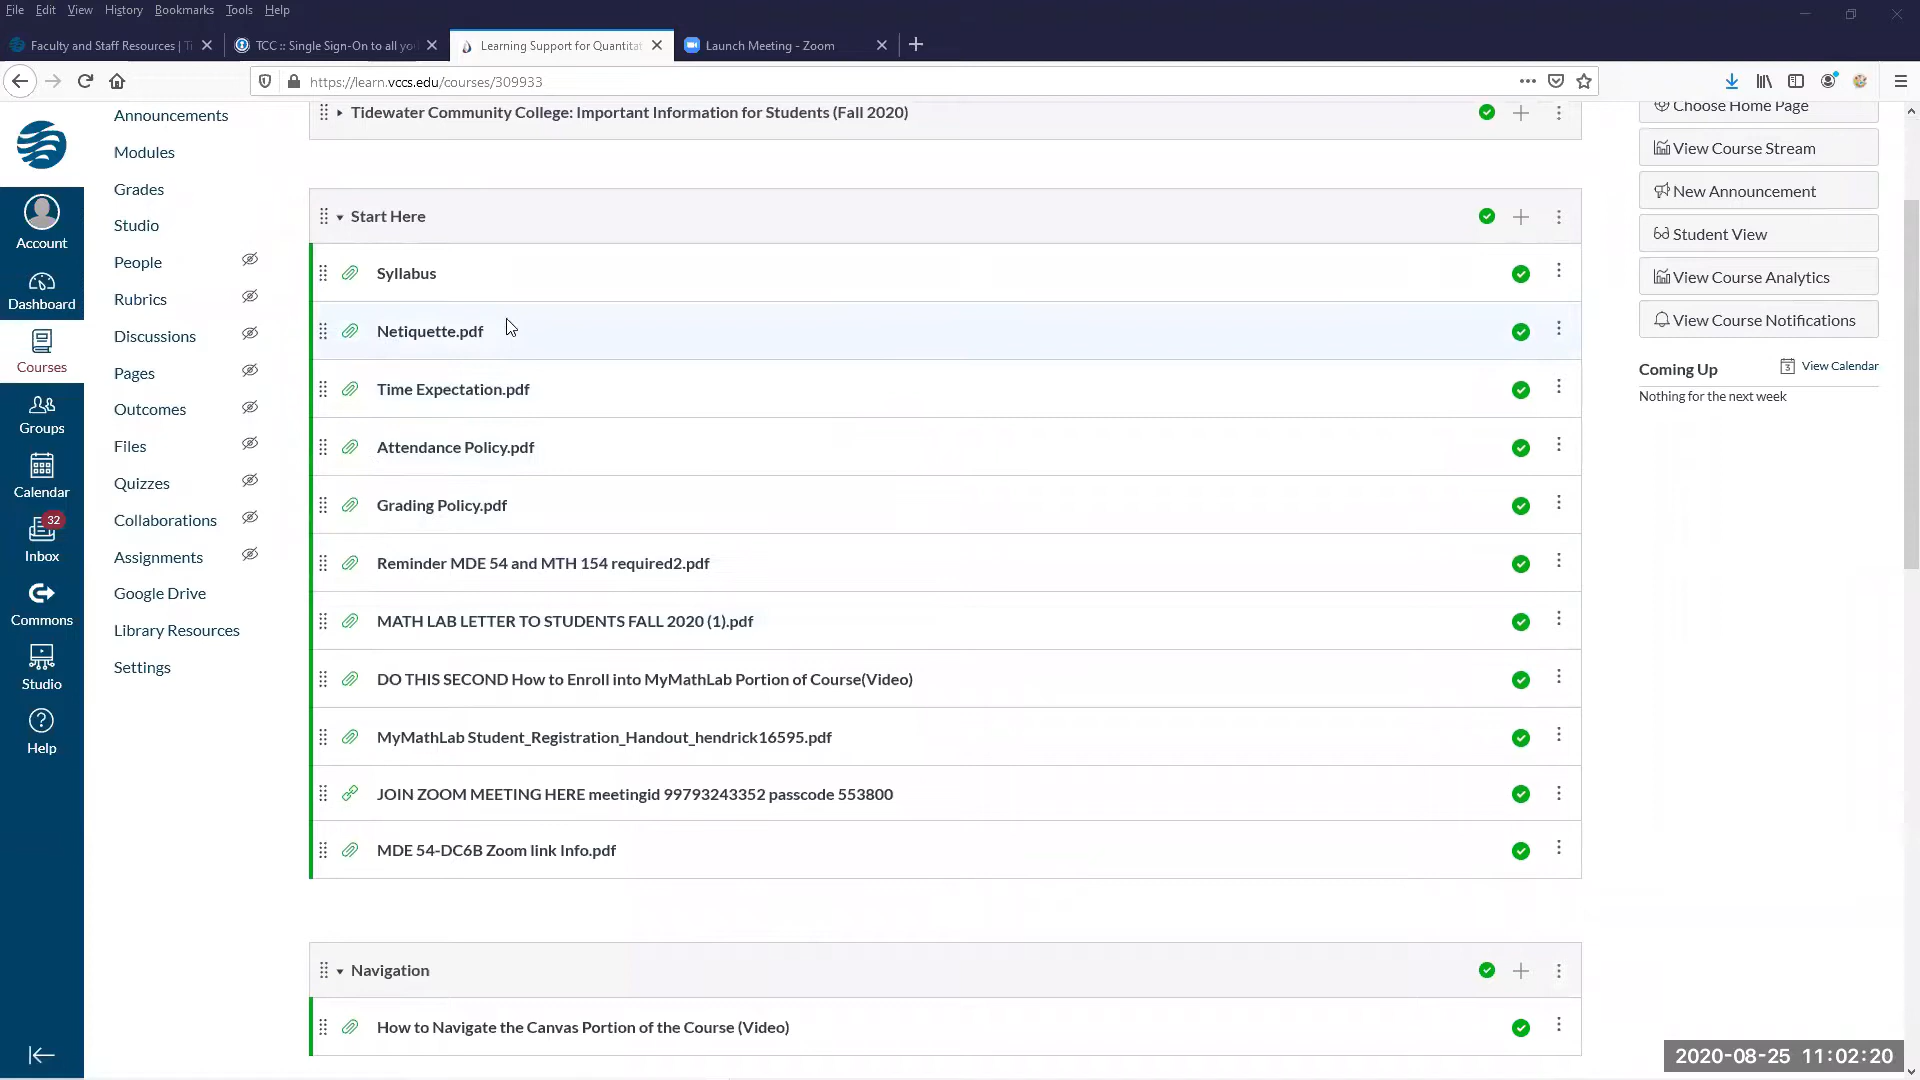 File Edit View History Bookmarks Tools Help
Faculty and Staff Resources | Ti
TCC :: Single Sign-On to all you
Learning Support for Quantitat
Launch Meeting - Zoom
https://learn.vccs.edu/courses/309933
Account
Dashboard
Courses
Groups
Calendar
32
Inbox
Commons
Studio
Help
Announcements
Modules
Grades
Studio
People
Rubrics
Discussions
Pages
Outcomes
Files
Quizzes
Collaborations
Assignments
Google Drive
Library Resources
Settings
Tidewater Community College: Important Information for Students (Fall 2020)
Start Here
Syllabus
Netiquette.pdf
Time Expectation.pdf
Attendance Policy.pdf
Grading Policy.pdf
Reminder MDE 54 and MTH 154 required2.pdf
MATH LAB LETTER TO STUDENTS FALL 2020 (1).pdf
DO THIS SECOND How to Enroll into MyMathLab Portion of Course(Video)
MyMathLab Student_Registration_Handout_hendrick16595.pdf
JOIN ZOOM MEETING HERE meetingid 99793243352 passcode 553800
MDE 54-DC6B Zoom link Info.pdf
Navigation
How to Navigate the Canvas Portion of the Course (Video)
Choose Home Page
View Course Stream
New Announcement
Student View
View Course Analytics
View Course Notifications
Coming Up
3 View Calendar
Nothing for the next week
2020-08-25 11:02:20